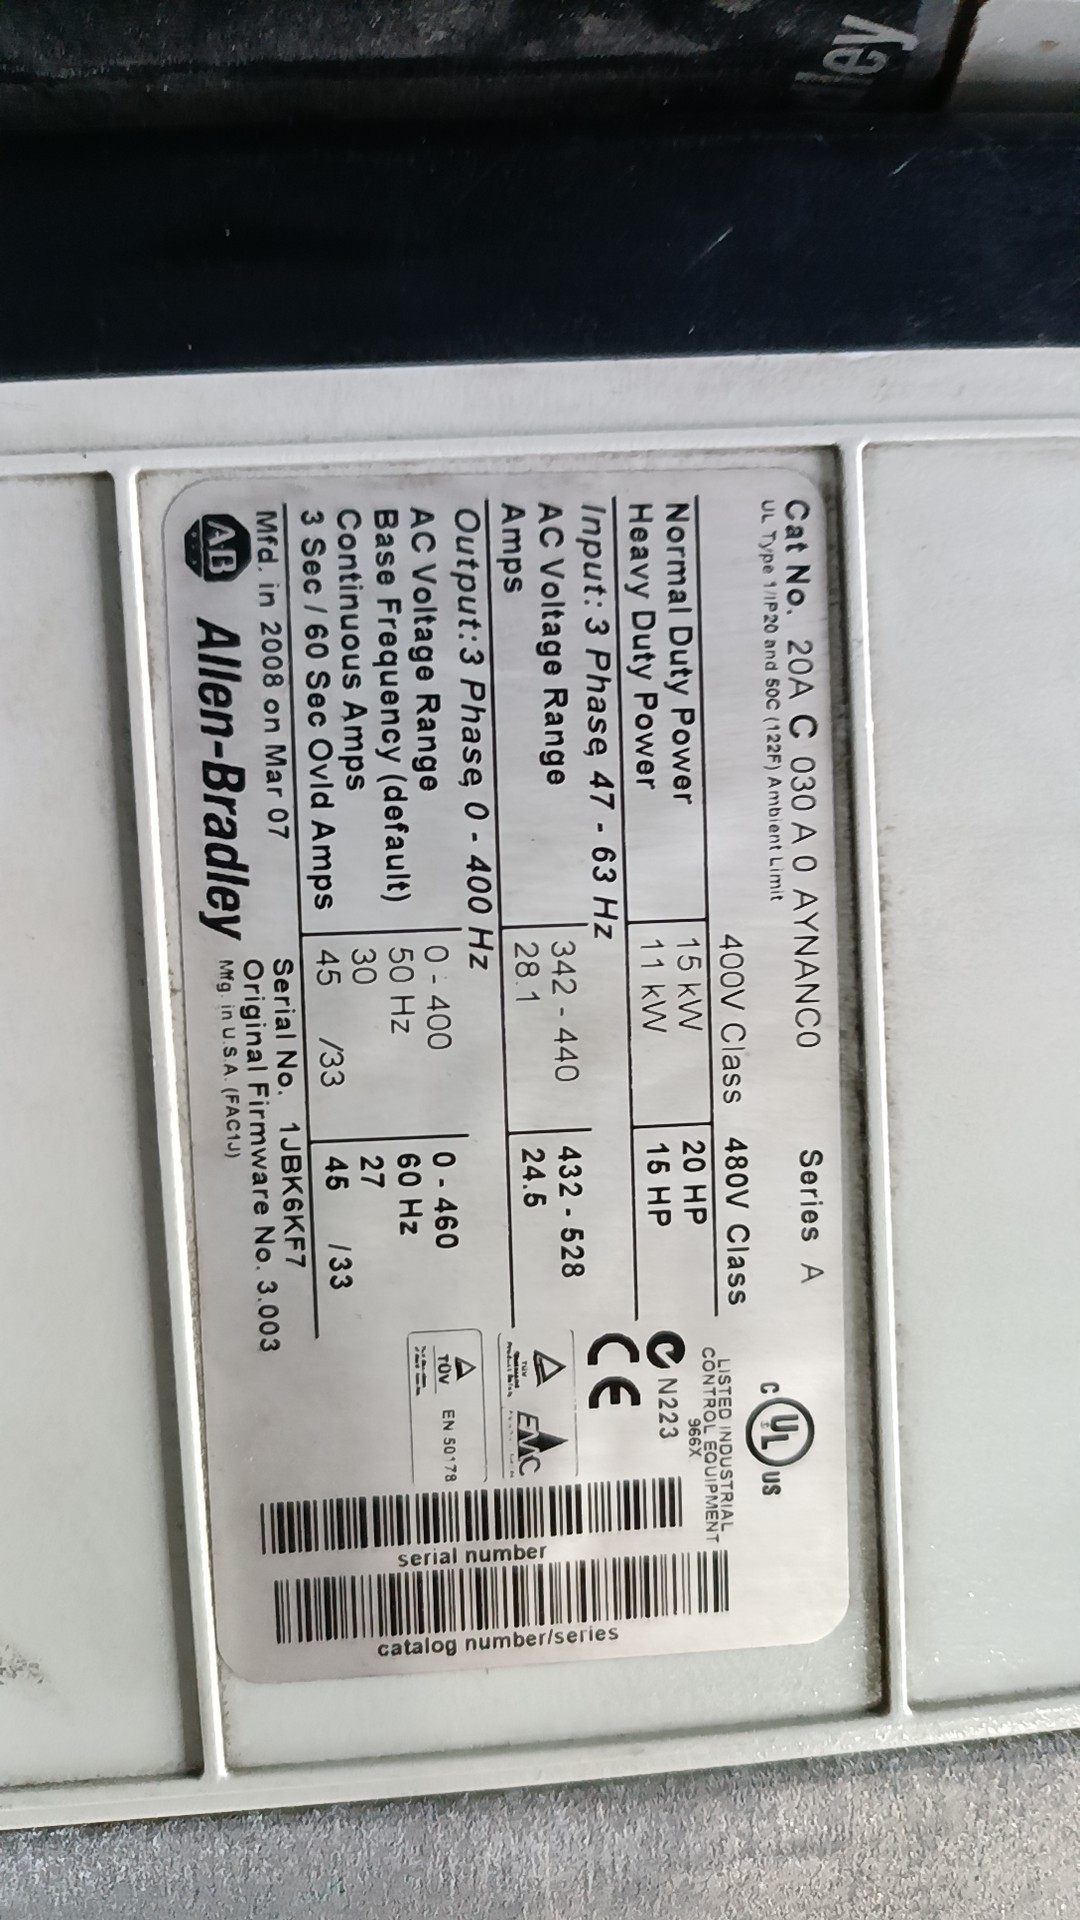 Cat No. 20A C 030 A 0 AYNANC0 Series A
UL Type 1/IP20 and 50C (122F) Ambient Limit
400V Class 480V Class
Normal Duty Power 15 kW 20 HP
Heavy Duty Power 11 kW 15 HP
Input: 3 Phase, 47 - 63 Hz
AC Voltage Range 342 - 440 432 - 528
Amps 28.1 24.5
Output: 3 Phase, 0 - 400 Hz
AC Voltage Range 0 - 400 0 - 460
Base Frequency (default) 50 Hz 60 Hz
Continuous Amps 30 27
3 Sec / 60 Sec Ovld Amps 45 /33 45 /33
Mfd. in 2008 on Mar 07 Serial No. 1JBK6KF7
Original Firmware No. 3.003
AB Allen-Bradley Mfg. in U.S.A. (FAC1J)
C UL US
LISTED INDUSTRIAL
CONTROL EQUIPMENT
966X
N223
CE
EMC
TÜV EN 50178
serial number
catalog number/series